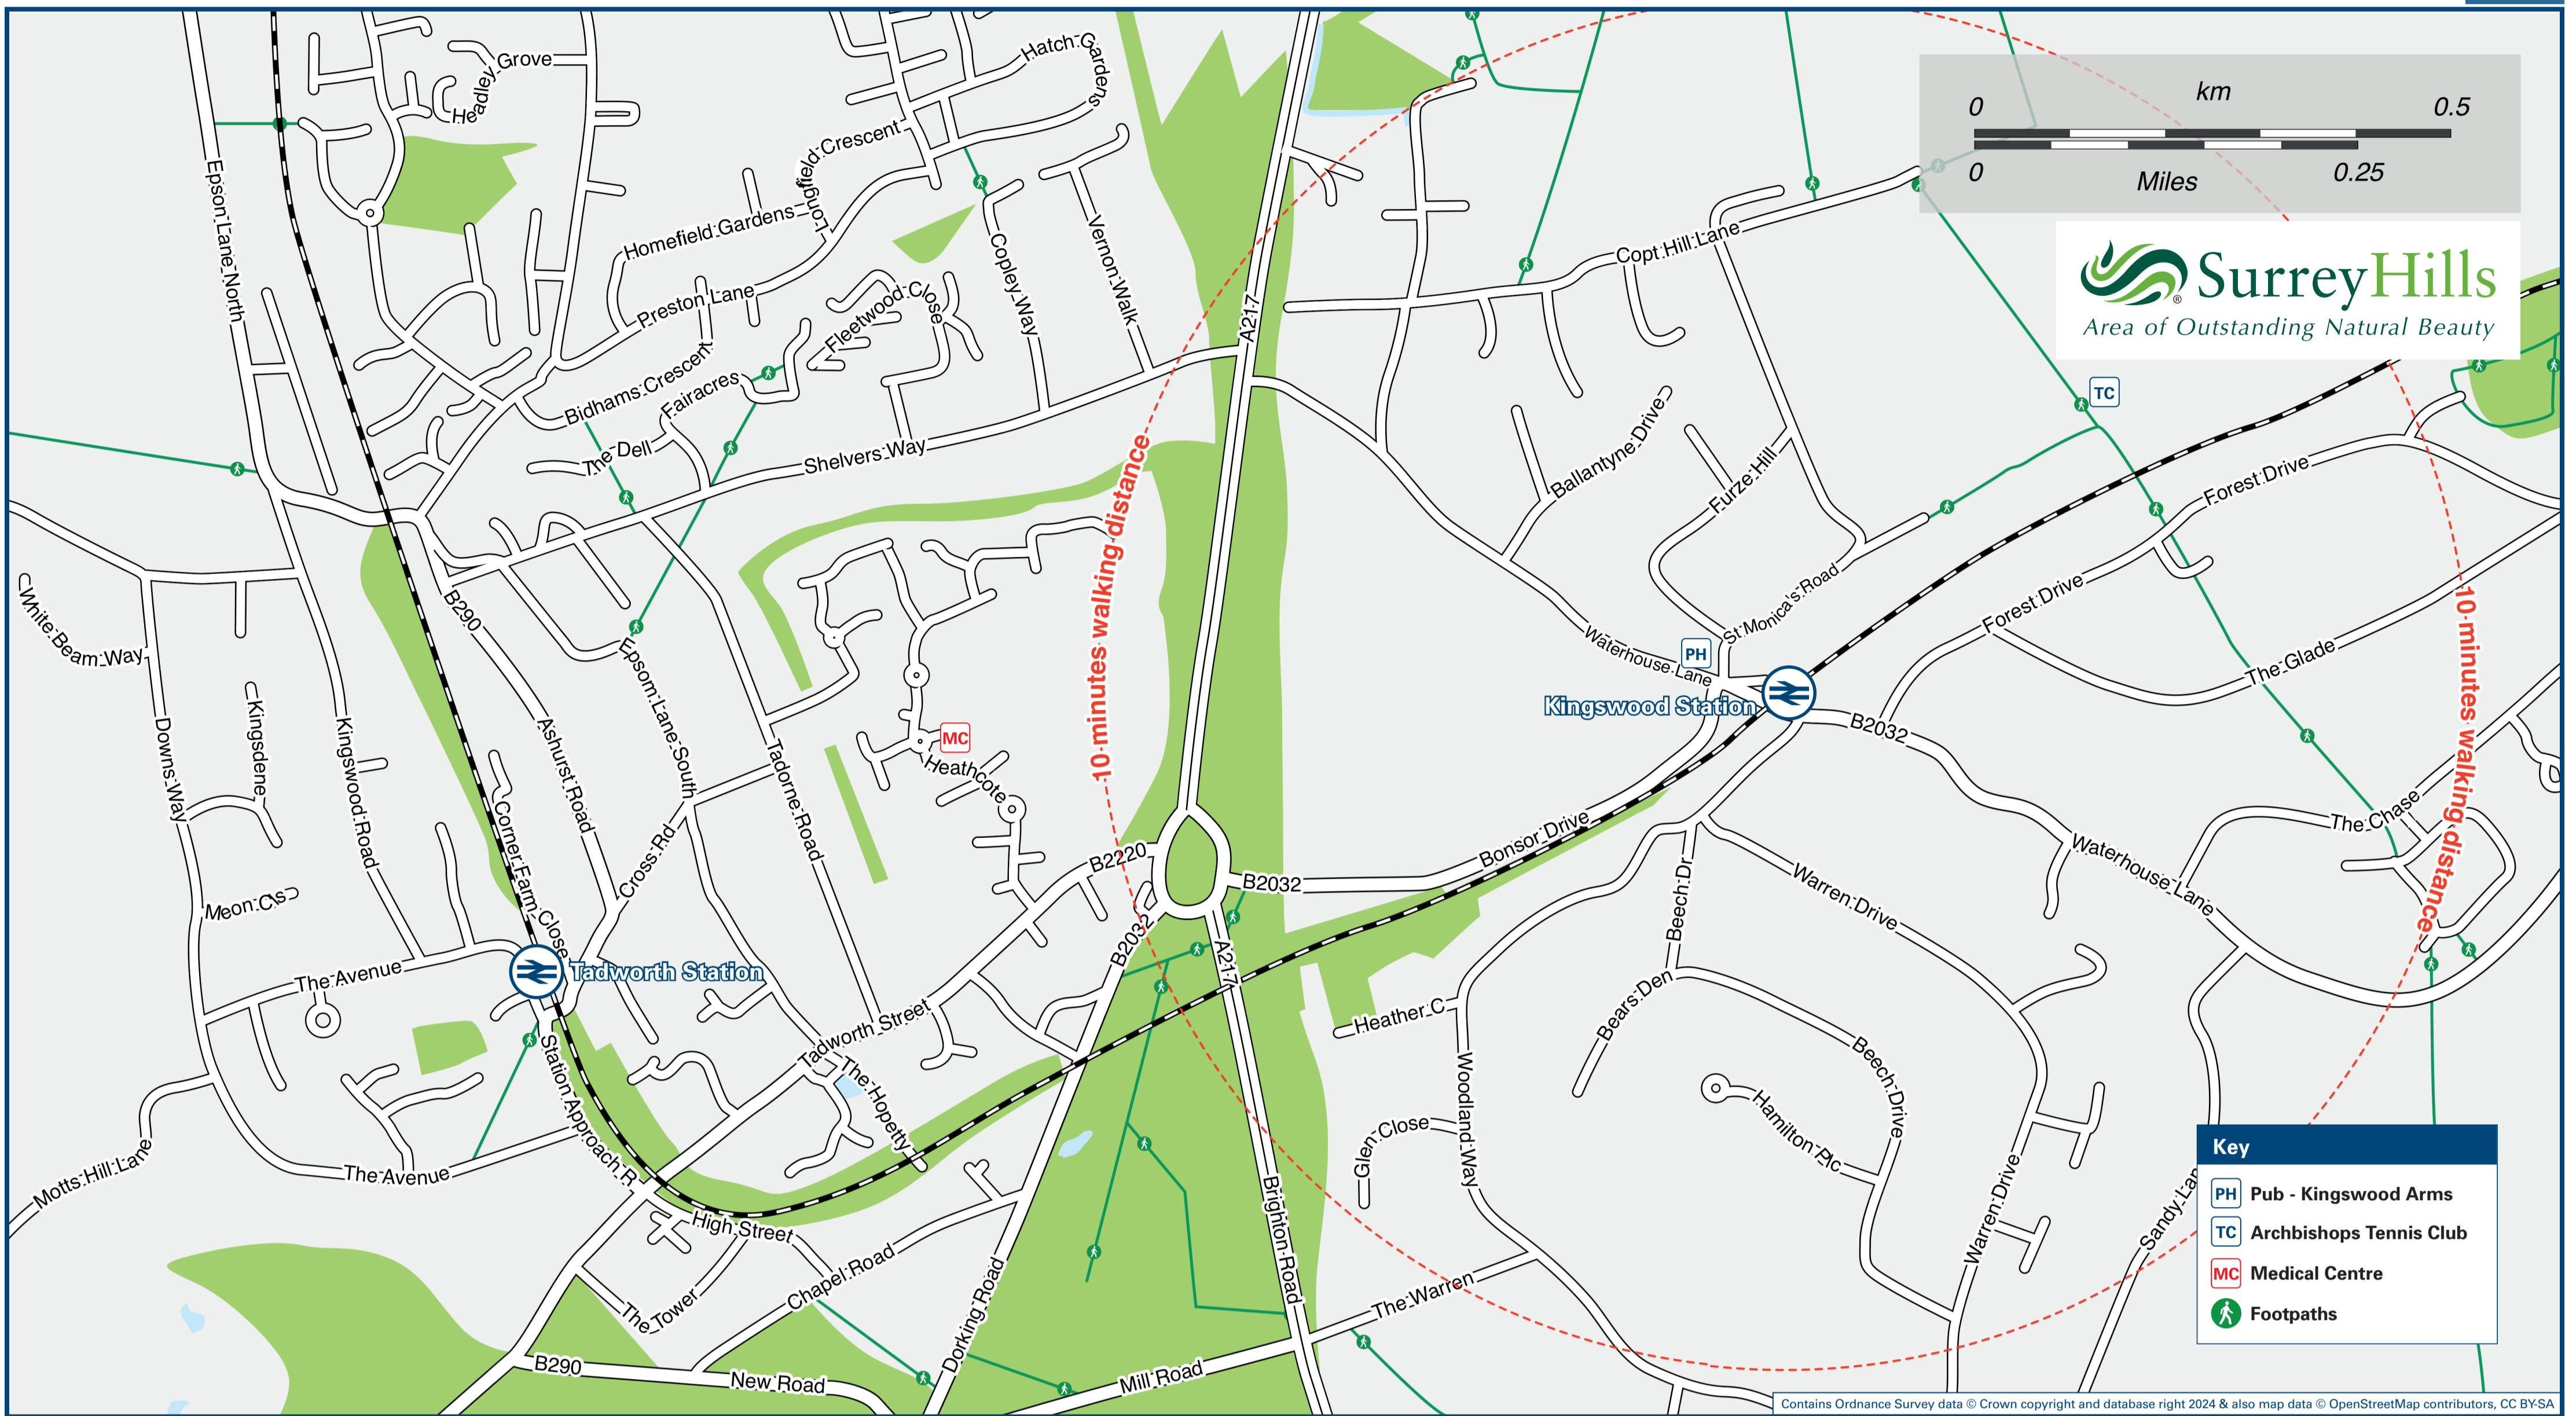 Headley Grove
Hatch Gardens
Longfield Crescent
Epson Lane North
Homefield Gardens
Preston Lane
Fleetwood Close
Copley Way
Vernon Walk
A217
Copt Hill Lane
km
0 0.5
0 0.25
Miles
SurreyHills
®
Area of Outstanding Natural Beauty
Bidhams Crescent
Fairacres
The Dell
Shelvers Way
TC
Ballantyne Drive
Furze Hill
Forest Drive
10 minutes walking distance
White Beam Way
B290
Epsom Lane South
St Monica's Road
Waterhouse Lane
PH
Kingswood Station
Forest Drive
The Glade
10 minutes walking distance
Downs Way
Kingsdene
Kingswood Road
Ashurst Road
Corner Farm Close
Cross Rd
Tadorne Road
MC
Heathcote
B2220
B2032
B2032
Bonsor Drive
B2032
Waterhouse Lane
The Chase
Meon Cls
The Avenue
Tadworth Station
B2032
A217
Beech Dr
Warren Drive
Bears Den
Heather C
Tadworth Street
The Hopetty
Station Approach R
The Avenue
Motts Hill Lane
High Street
Chapel Road
The Tower
B290
New Road
Dorking Road
Mill Road
Brighton Road
The Warren
Glen Close
Woodland Way
Hamilton Plc
Beech Drive
Warren Drive
Sandy Lan
Key
PH Pub - Kingswood Arms
TC Archbishops Tennis Club
MC Medical Centre
Footpaths
Contains Ordnance Survey data © Crown copyright and database right 2024 & also map data © OpenStreetMap contributors, CC BY-SA